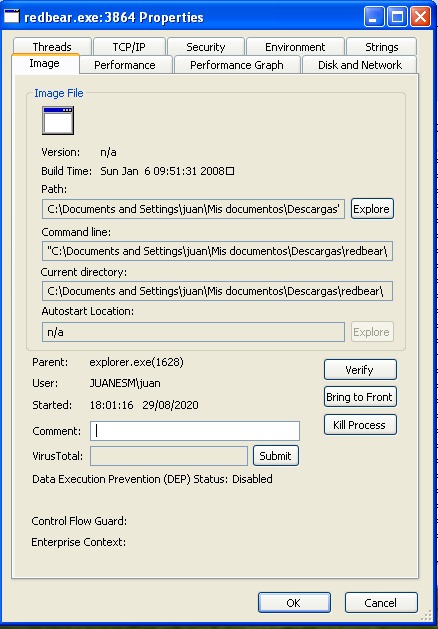 redbear.exe:3864 Properties
Threads TCP/IP Security Environment Strings
Image Performance Performance Graph Disk and Network
Image File
Version: n/a
Build Time: Sun Jan 6 09:51:31 2008□
Path:
C:\Documents and Settings\juan\Mis documentos\Descargas\ Explore
Command line:
"C:\Documents and Settings\juan\Mis documentos\Descargas\redbear\
Current directory:
C:\Documents and Settings\juan\Mis documentos\Descargas\redbear\
Autostart Location:
n/a Explore
Parent: explorer.exe(1628)
Verify
User: JUANESM\juan
Bring to Front
Started: 18:01:16 29/08/2020
Kill Process
Comment:
VirusTotal: Submit
Data Execution Prevention (DEP) Status: Disabled
Control Flow Guard:
Enterprise Context:
OK Cancel